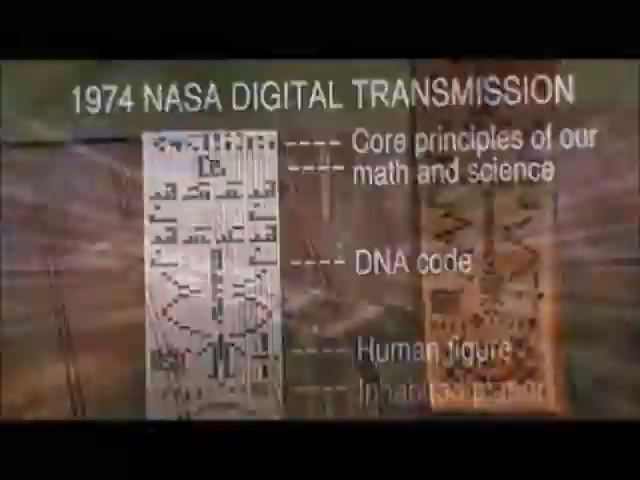 1974 NASA DIGITAL TRANSMISSION
Core principles of our
math and science
DNA code
Human figure